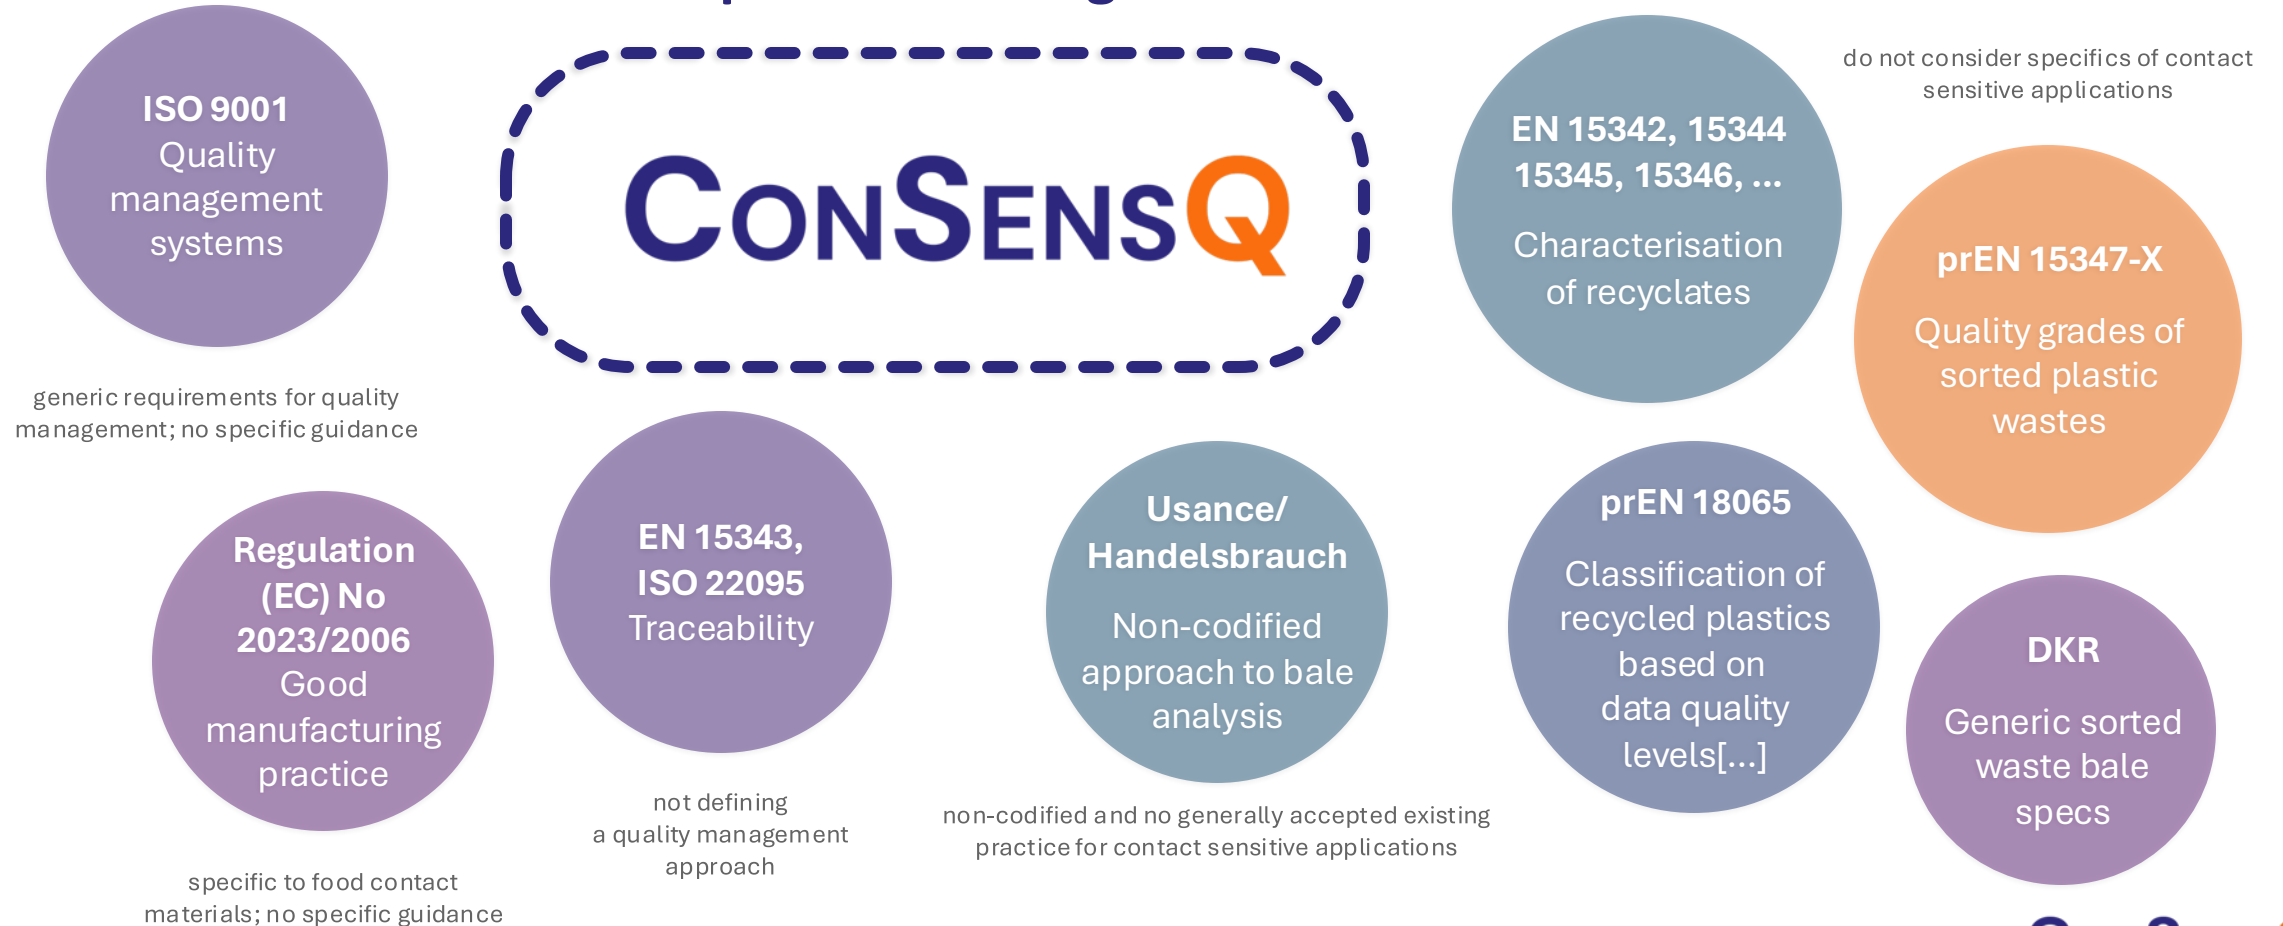 ISO 9001
Quality
management
systems
generic requirements for quality
management; no specific guidance
CONSENSQ
EN 15342, 15344
15345, 15346, ...
Characterisation
of recyclates
do not consider specifics of contact
sensitive applications
prEN 15347-X
Quality grades of
sorted plastic
wastes
Regulation
(EC) No
2023/2006
Good
manufacturing
practice
specific to food contact
materials; no specific guidance
EN 15343,
ISO 22095
Traceability
not defining
a quality management
approach
Usance/
Handelsbrauch
Non-codified
approach to bale
analysis
non-codified and no generally accepted existing
practice for contact sensitive applications
prEN 18065
Classification of
recycled plastics
based on
data quality
levels[...]
DKR
Generic sorted
waste bale
specs